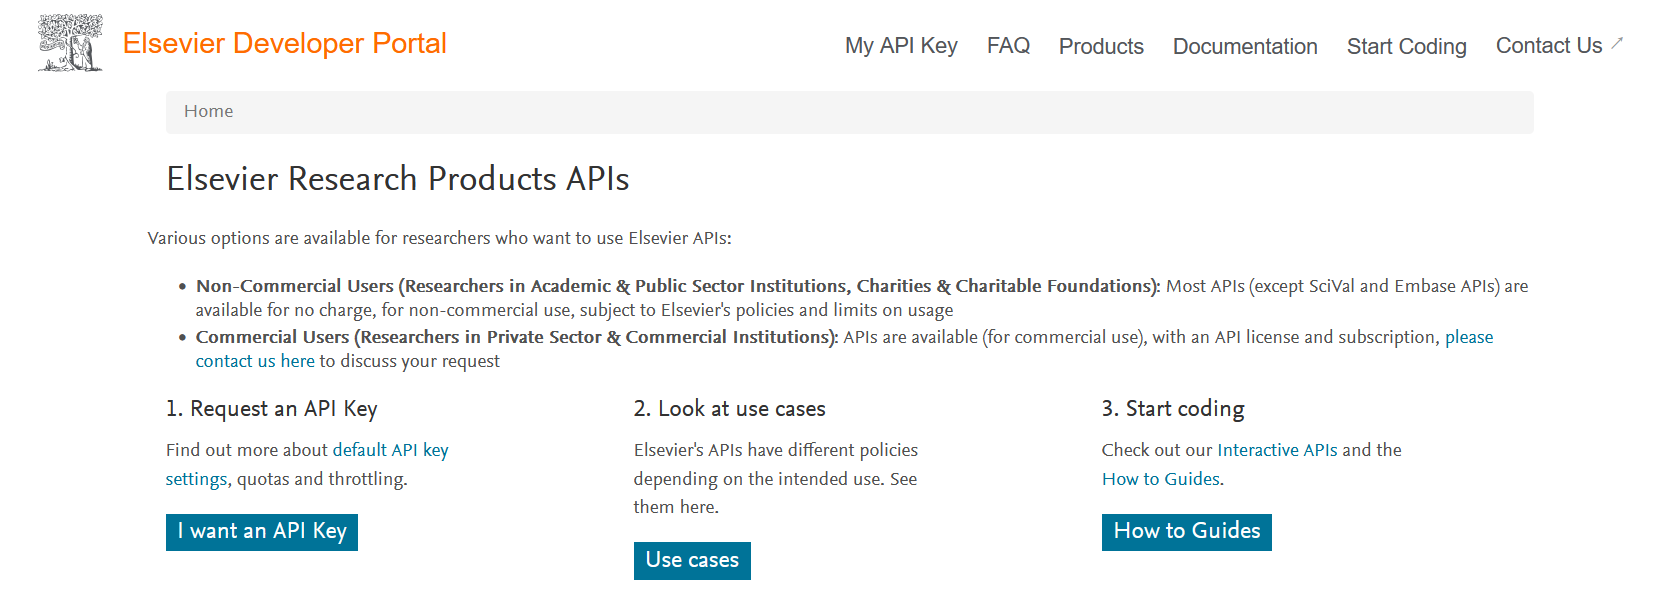 Elsevier Developer Portal
My API Key FAQ Products Documentation Start Coding Contact Us
Home
Elsevier Research Products APIs
Various options are available for researchers who want to use Elsevier APIs:
• Non-Commercial Users (Researchers in Academic & Public Sector Institutions, Charities & Charitable Foundations): Most APIs (except SciVal and Embase APIs) are
available for no charge, for non-commercial use, subject to Elsevier's policies and limits on usage
• Commercial Users (Researchers in Private Sector & Commercial Institutions): APIs are available (for commercial use), with an API license and subscription, please
contact us here to discuss your request
1. Request an API Key
Find out more about default API key
settings, quotas and throttling.
I want an API Key
2. Look at use cases
Elsevier's APIs have different policies
depending on the intended use. See
them here.
Use cases
3. Start coding
Check out our Interactive APIs and the
How to Guides.
How to Guides